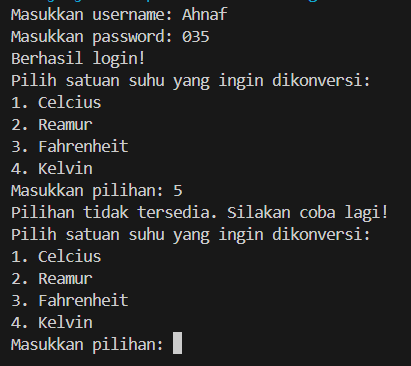 Masukkan username: Ahnaf
Masukkan password: 035
Berhasil login!
Pilih satuan suhu yang ingin dikonversi:
1. Celcius
2. Reamur
3. Fahrenheit
4. Kelvin
Masukkan pilihan: 5
Pilihan tidak tersedia. Silakan coba lagi!
Pilih satuan suhu yang ingin dikonversi:
1. Celcius
2. Reamur
3. Fahrenheit
4. Kelvin
Masukkan pilihan: